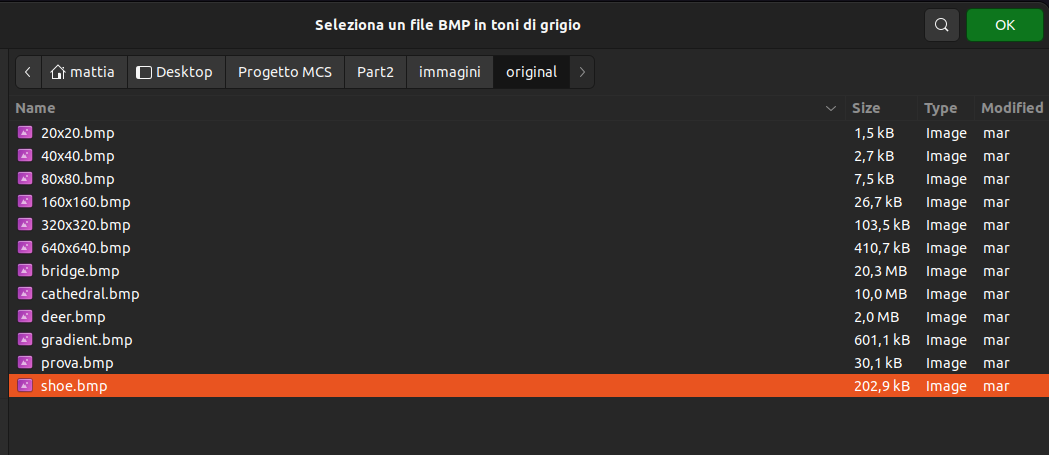 Seleziona un file BMP in toni di grigio OK
mattia Desktop Progetto MCS Part2 immagini original
Name Size Type Modified
20x20.bmp 1,5 kB Image mar
40x40.bmp 2,7 kB Image mar
80x80.bmp 7,5 kB Image mar
160x160.bmp 26,7 kB Image mar
320x320.bmp 103,5 kB Image mar
640x640.bmp 410,7 kB Image mar
bridge.bmp 20,3 MB Image mar
cathedral.bmp 10,0 MB Image mar
deer.bmp 2,0 MB Image mar
gradient.bmp 601,1 kB Image mar
prova.bmp 30,1 kB Image mar
shoe.bmp 202,9 kB Image mar